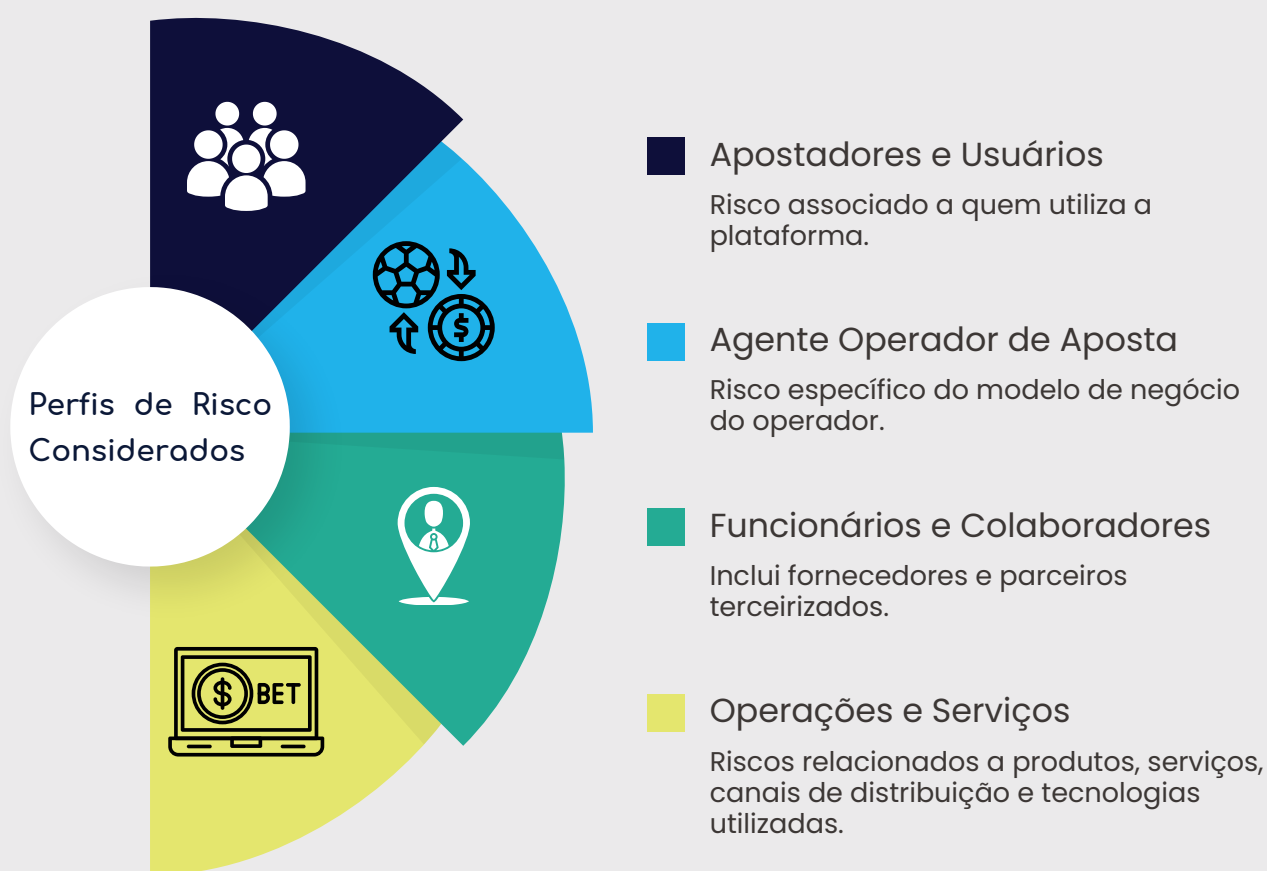 Perfis de Risco
Considerados
Apostadores e Usuários
Risco associado a quem utiliza a
plataforma.
Agente Operador de Aposta
Risco específico do modelo de negócio
do operador.
Funcionários e Colaboradores
Inclui fornecedores e parceiros
terceirizados.
Operações e Serviços
Riscos relacionados a produtos, serviços,
canais de distribuição e tecnologias
utilizadas.
$
$ BET